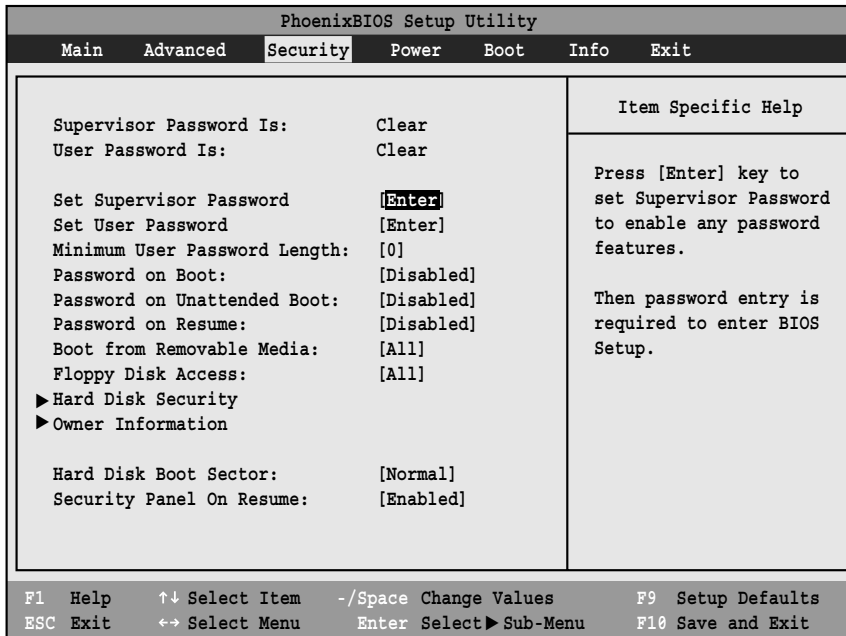 PhoenixBIOS Setup Utility
Main Advanced Security Power Boot Info Exit
Supervisor Password Is: Clear
User Password Is: Clear
Set Supervisor Password [Enter]
Set User Password [Enter]
Minimum User Password Length: [0]
Password on Boot: [Disabled]
Password on Unattended Boot: [Disabled]
Password on Resume: [Disabled]
Boot from Removable Media: [All]
Floppy Disk Access: [All]
▶Hard Disk Security
▶Owner Information
Hard Disk Boot Sector: [Normal]
Security Panel On Resume: [Enabled]
Item Specific Help
Press [Enter] key to
set Supervisor Password
to enable any password
features.
Then password entry is
required to enter BIOS
Setup.
F1 Help ↑↓ Select Item -/Space Change Values F9 Setup Defaults
ESC Exit ←→ Select Menu Enter Select▶Sub-Menu F10 Save and Exit